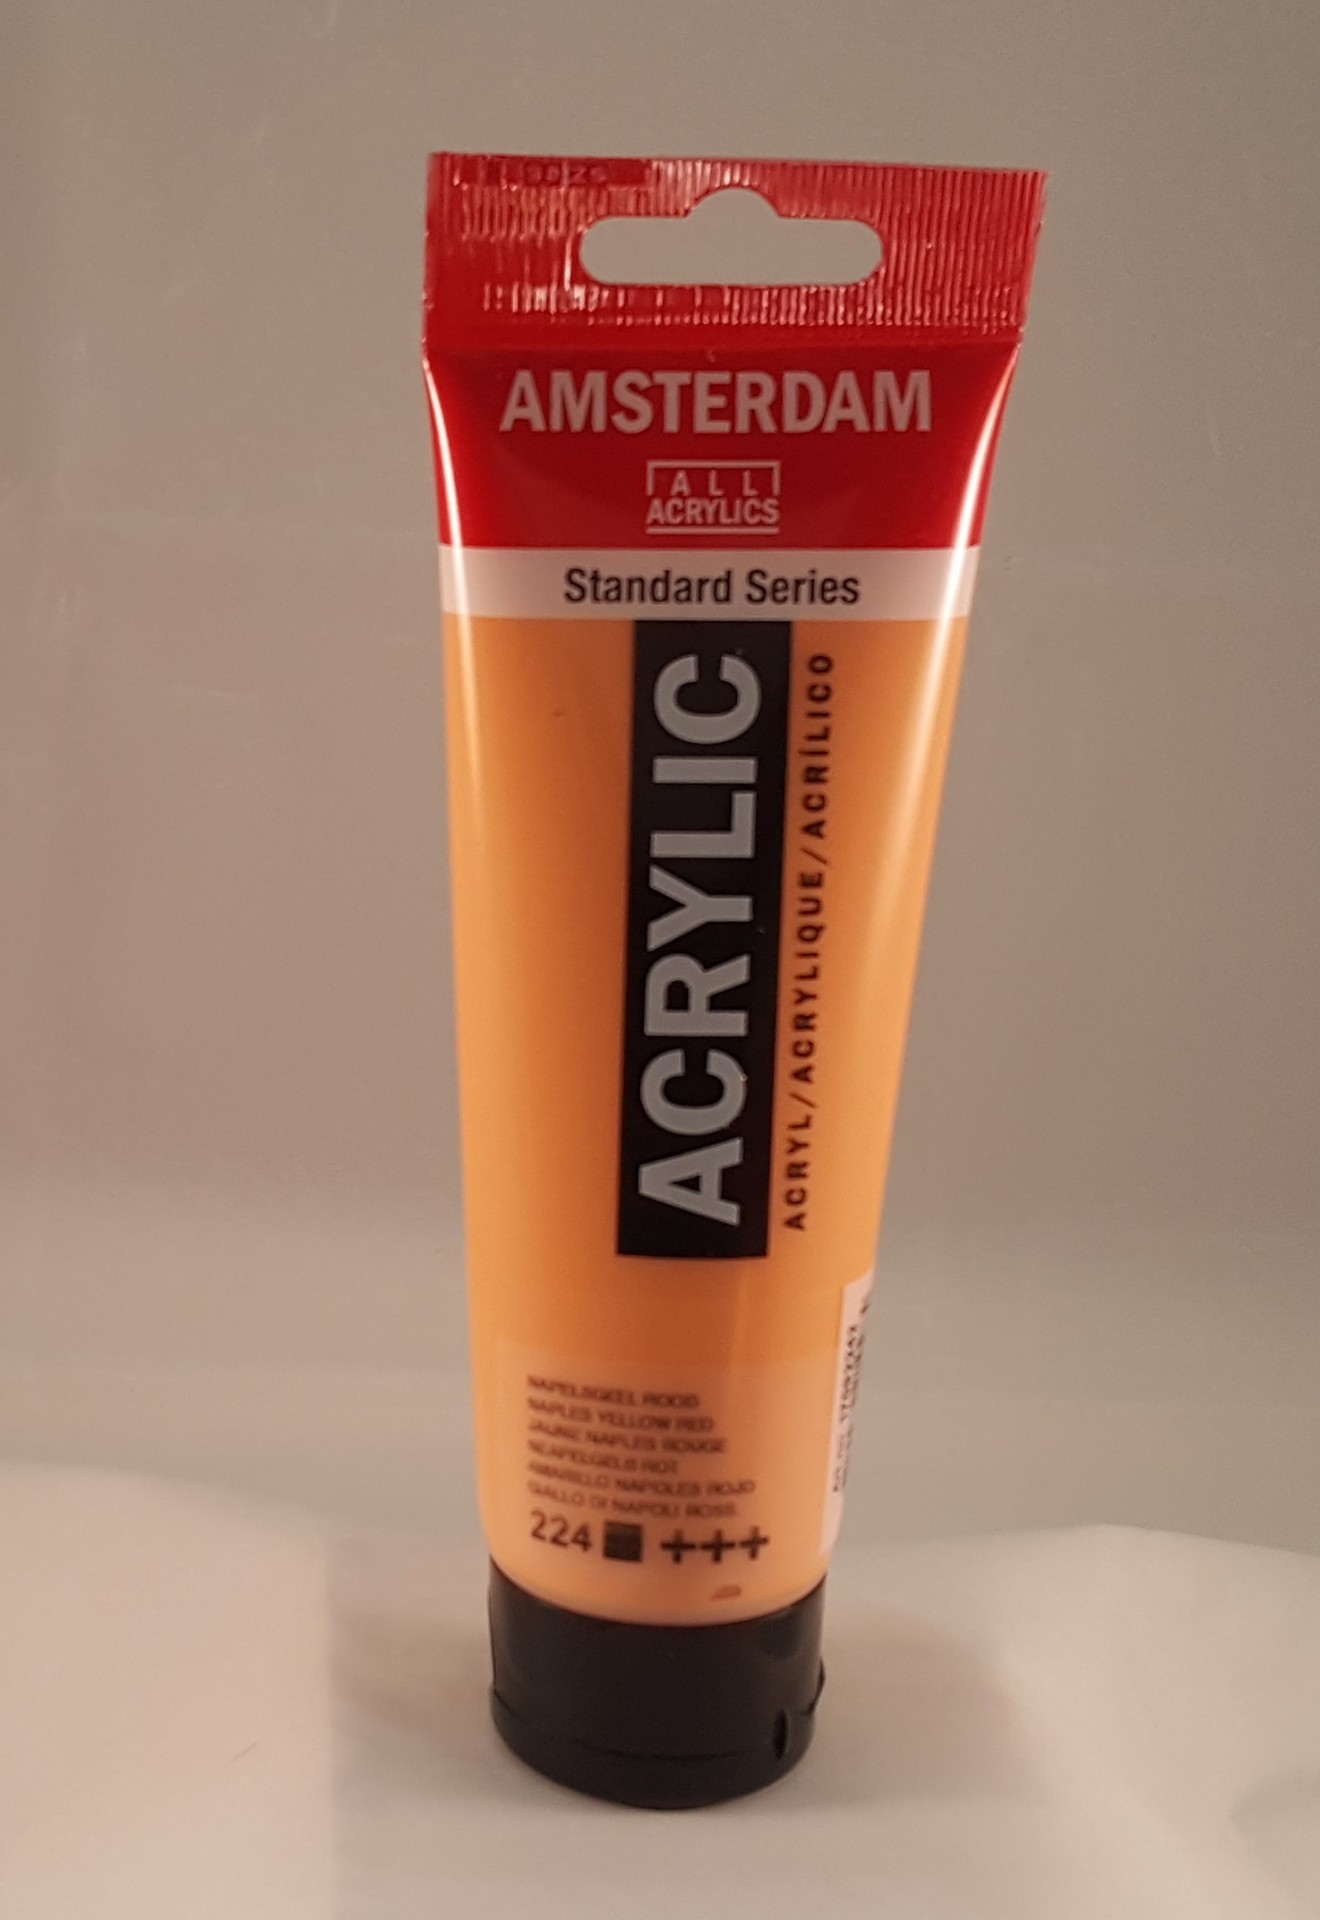 AMSTERDAM
ALL
ACRYLICS
Standard Series
ACRYLIC
ACRYL/ACRYLIQUE/ACRÍLICO
NAPELSGEEL ROOD
NAPLES YELLOW RED
JAUNE NAPLES ROUGE
NEAPELGELB ROT
AMARILLO NAPOLES ROJO
GIALLO DI NAPOLI ROSS.
224 +++